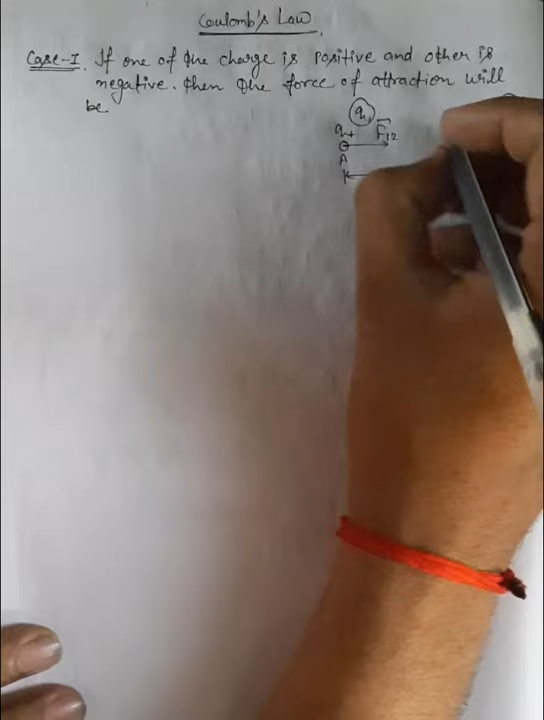 Coulomb's Law.
Case-I. If one of the charge is positive and other is
negative. then the force of attraction will
be
q₁
q₊ F₁₂
A